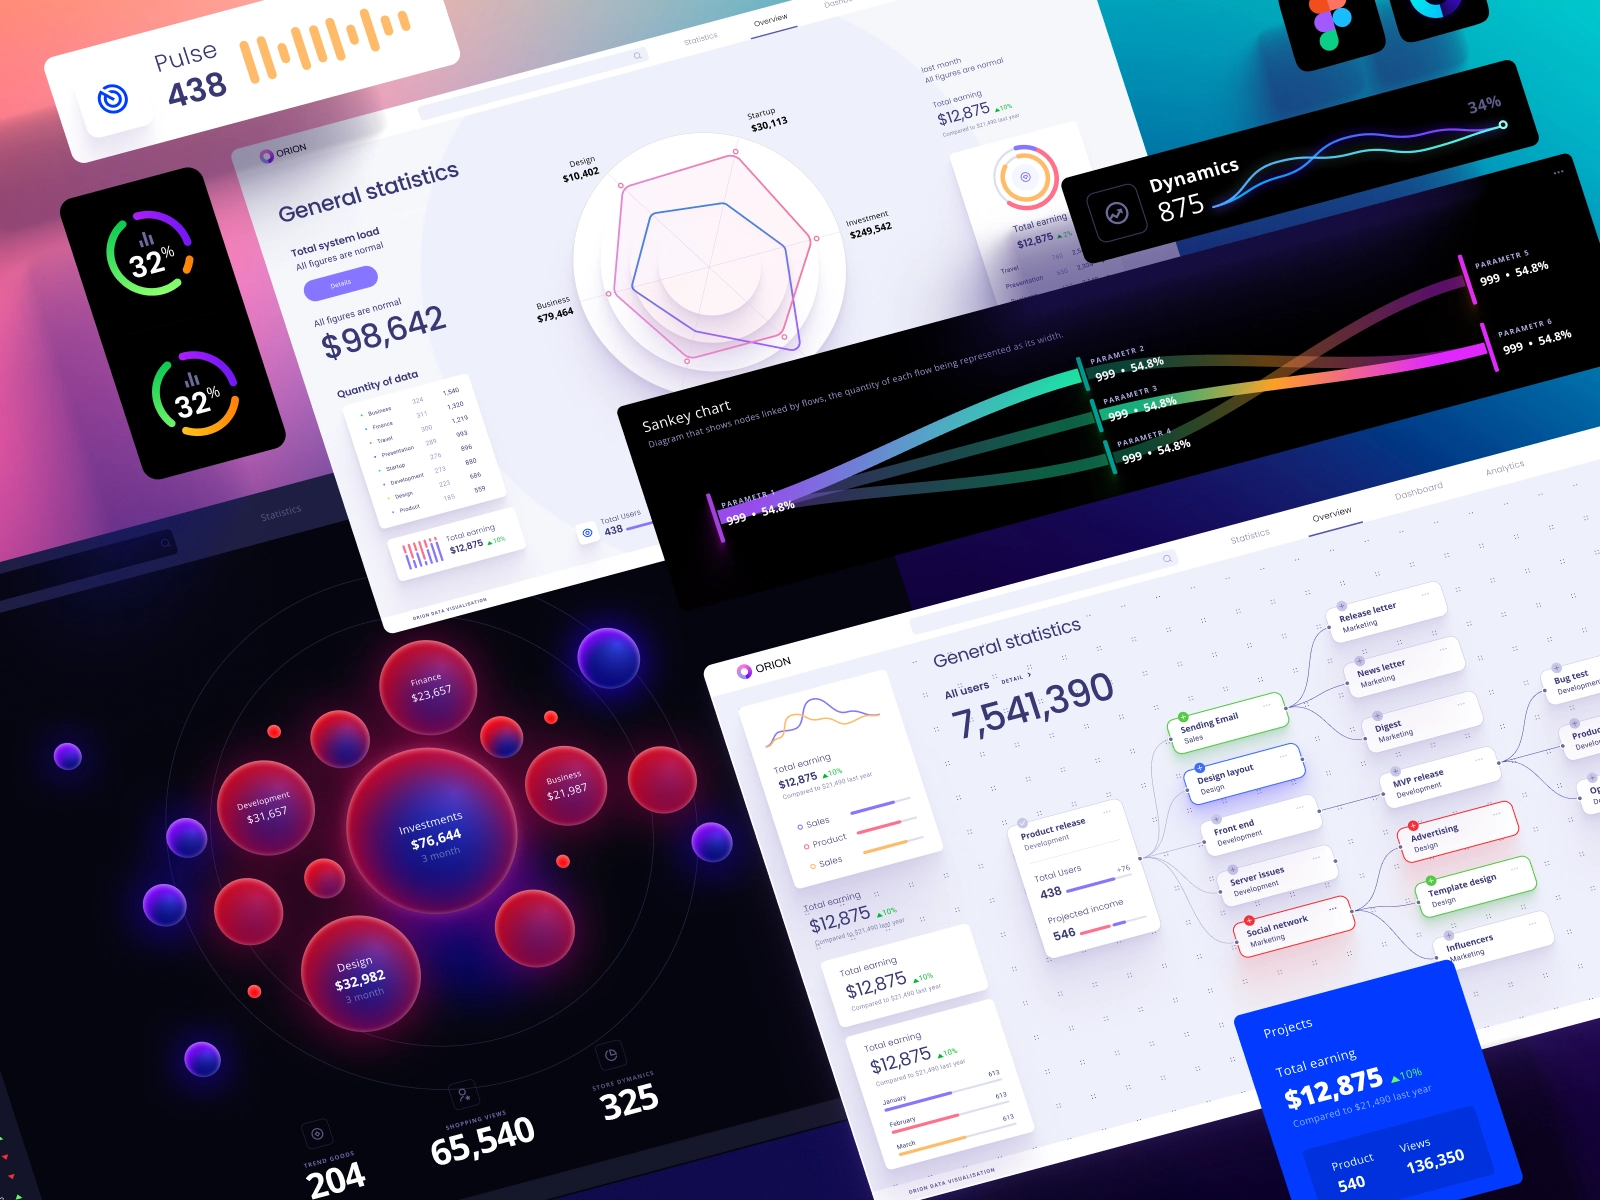 Pulse
438
32%
32%
ORION
Statistics
Overview
General statistics
Total system load
All figures are normal
Details
All figures are normal
$98,642
Quantity of data
Business 324 1,540
Finance 311 1,320
Travel 300 1,219
Presentation 289 993
Startup 276 896
Development 273 880
Design 223 686
Product 185 559
Total earning
$12,875 ▲10%
ORION DATA VISUALISATION
Total Users
438
Startup
$30,113
Design
$10,402
Investment
$249,542
Business
$79,464
last month
All figures are normal
Total earning
$12,875 ▲10%
Compared to $21,490 last year
Total earning
$12,875 ▲2%
Travel
Presentation
Dynamics
875
34%
Sankey chart
Diagram that shows nodes linked by flows, the quantity of each flow being represented as its width.
PARAMETR 1
999 • 54.8%
PARAMETR 2
999 • 54.8%
PARAMETR 3
999 • 54.8%
PARAMETR 4
999 • 54.8%
PARAMETR 5
999 • 54.8%
PARAMETR 6
999 • 54.8%
Statistics
Finance
$23,657
Development
$31,657
Business
$21,987
Investments
$76,644
3 month
Design
$32,982
3 month
TREND GOODS
204
SHOPPING VIEWS
65,540
STORE DYMANICS
325
ORION
Statistics
Overview
Dashboard
Analytics
General statistics
All users DETAIL >
7,541,390
Total earning
$12,875 ▲10%
Compared to $21,490 last year
Sales
Product
Sales
Total earning
$12,875 ▲10%
Compared to $21,490 last year
Total earning
$12,875 ▲10%
Compared to $21,490 last year
Total earning
$12,875 ▲10%
Compared to $21,490 last year
January 613
February 613
March 613
ORION DATA VISUALISATION
Product release
Development
Total Users
438 +76
Projected income
546
Sending Email
Sales
Design layout
Design
Front end
Development
Server Issues
Development
Social network
Marketing
Release letter
Marketing
News letter
Marketing
Digest
Marketing
MVP release
Development
Advertising
Design
Template design
Design
Influencers
Marketing
Bug test
Projects
Total earning
$12,875 ▲10%
Compared to $21,490 last year
Product
540
Views
136,350